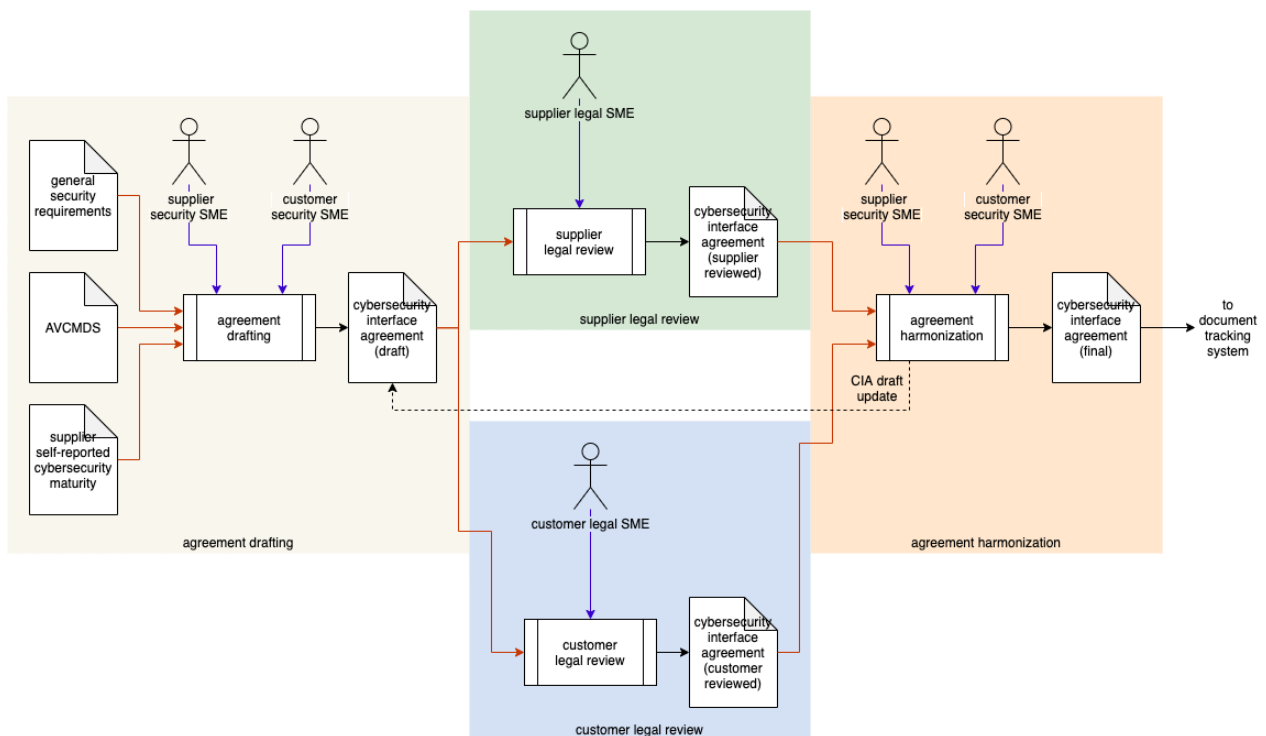 general
security
requirements
AVCMDS
supplier
self-reported
cybersecurity
maturity
supplier
security SME
customer
security SME
agreement
drafting
cybersecurity
interface
agreement
(draft)
agreement drafting
supplier legal SME
supplier
legal review
cybersecurity
interface
agreement
(supplier
reviewed)
supplier legal review
customer legal SME
customer
legal review
cybersecurity
interface
agreement
(customer
reviewed)
customer legal review
supplier
security SME
customer
security SME
agreement
harmonization
CIA draft
update
cybersecurity
interface
agreement
(final)
agreement harmonization
to
document
tracking
system